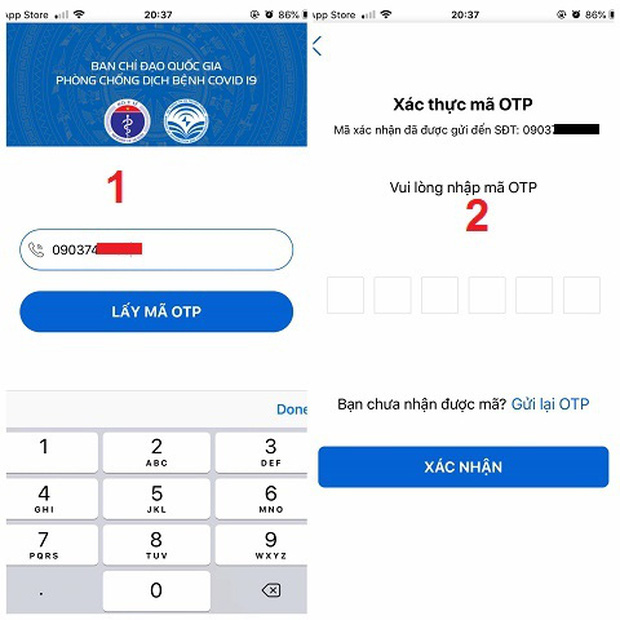 App Store 20:37 86%
BAN CHỈ ĐẠO QUỐC GIA
PHÒNG CHỐNG DỊCH BỆNH COVID 19
BỘ Y TẾ
1
090374
LẤY MÃ OTP
Done
1 2 3
ABC DEF
4 5 6
GHI JKL MNO
7 8 9
PQRS TUV WXYZ
. 0
App Store 20:37 86%
Xác thực mã OTP
Mã xác nhận đã được gửi đến SĐT: 09037
Vui lòng nhập mã OTP
2
Bạn chưa nhận được mã? Gửi lại OTP
XÁC NHẬN